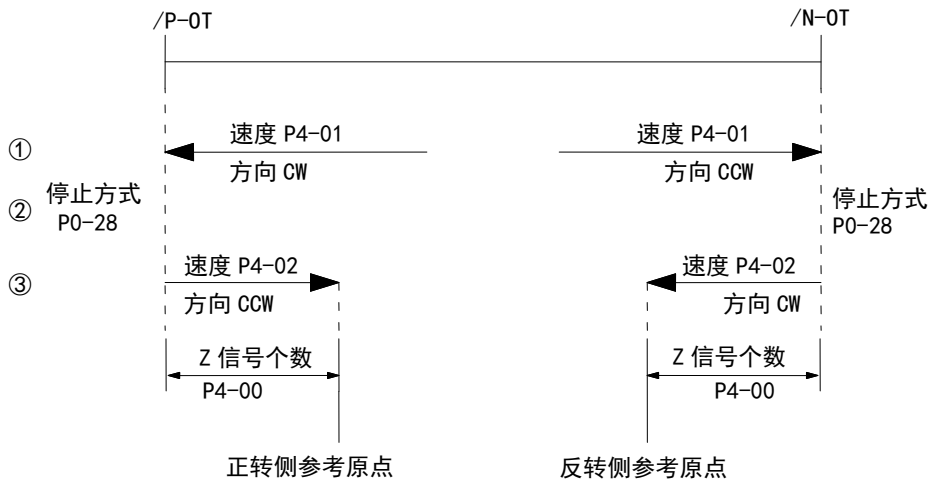 /P-OT
/N-OT
① 速度 P4-01 速度 P4-01
方向 CW 方向 CCW
② 停止方式 停止方式
P0-28 P0-28
③ 速度 P4-02 速度 P4-02
方向 CCW 方向 CW
Z 信号个数 Z 信号个数
P4-00 P4-00
正转侧参考原点 反转侧参考原点